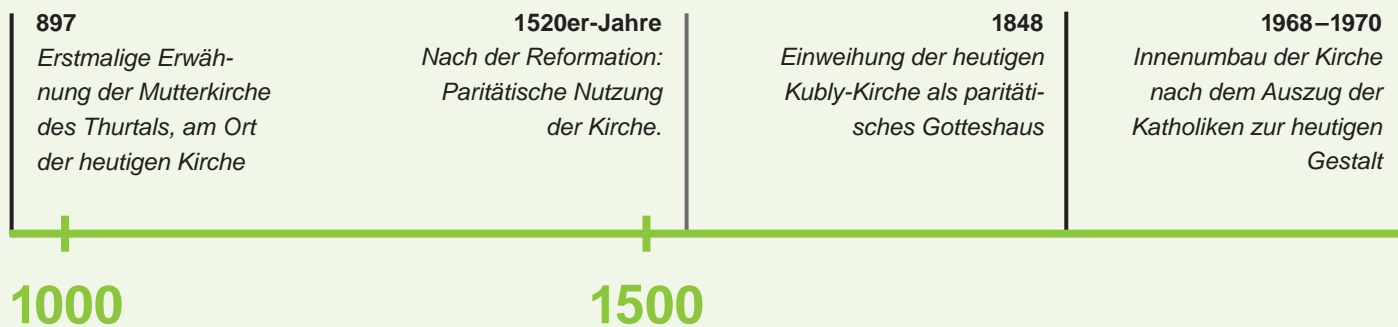 897
Erstmalige Erwäh-
nung der Mutterkirche
des Thurtals, am Ort
der heutigen Kirche
1520er-Jahre
Nach der Reformation:
Paritätische Nutzung
der Kirche.
1848
Einweihung der heutigen
Kubly-Kirche als paritäti-
sches Gotteshaus
1968–1970
Innenumbau der Kirche
nach dem Auszug der
Katholiken zur heutigen
Gestalt
1000
1500